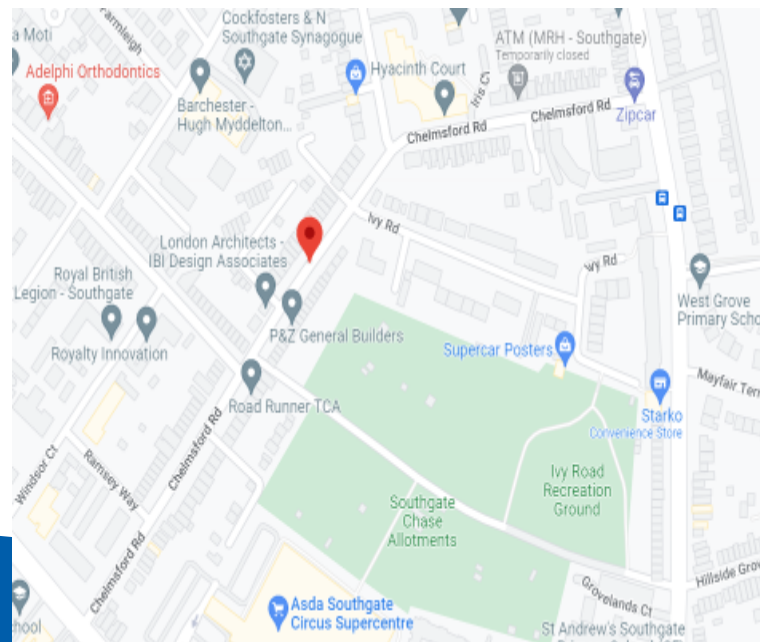 Farmleigh
a Moti
Cockfosters & N
Southgate Synagogue
ATM (MRH - Southgate)
Temporarily closed
Adelphi Orthodontics
Hyacinth Court
Iris
Barchester -
Hugh Myddelton...
Chelmsford Rd
Zipcar
Chelmsford Rd
Ivy Rd
London Architects -
IBI Design Associates
Ivy Rd
Royal British
Legion - Southgate
West Grove
Primary Scho
P&Z General Builders
Royalty Innovation
Supercar Posters
Mayfair Terr
Road Runner TCA
Starko
Convenience Store
Chelmsford Rd
Windsor Ct
Ramsey Way
Ivy Road
Recreation
Ground
Southgate
Chase
Allotments
Chelmsford Rd
Hillside Grov
Grovelands Ct
Asda Southgate
Circus Supercentre
hool
St Andrew's Southgate